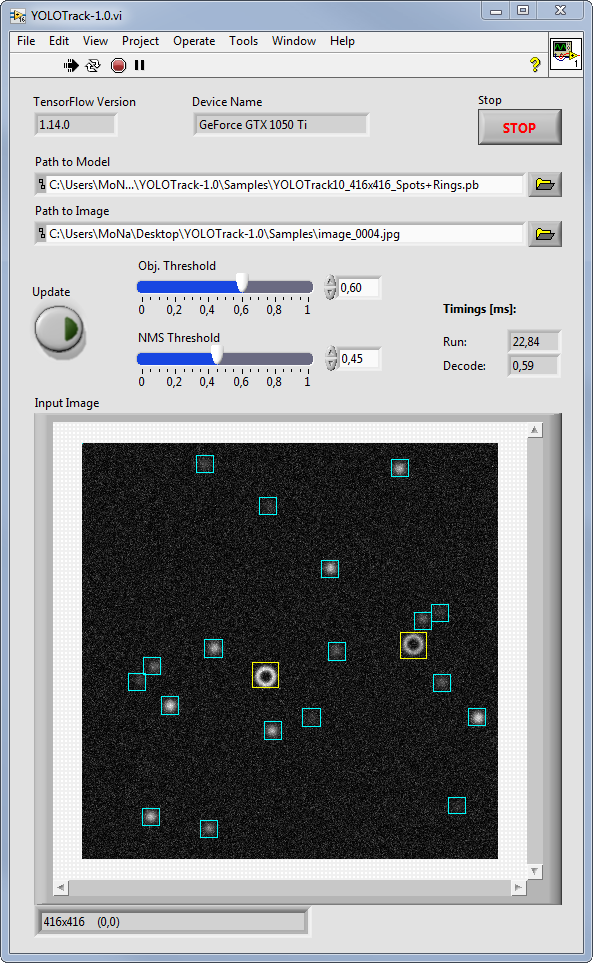 YOLOTrack-1.0.vi
File Edit View Project Operate Tools Window Help
1
TensorFlow Version Device Name Stop
1.14.0 GeForce GTX 1050 Ti STOP
Path to Model
C:\Users\MoN...\YOLOTrack-1.0\Samples\YOLOTrack10_416x416_Spots+Rings.pb
Path to Image
C:\Users\MoNa\Desktop\YOLOTrack-1.0\Samples\image_0004.jpg
Obj. Threshold
Update
0,60
0 0,2 0,4 0,6 0,8 1
Timings [ms]:
NMS Threshold
Run: 22,84
0,45
Decode: 0,59
0 0,2 0,4 0,6 0,8 1
Input Image
416x416 (0,0)